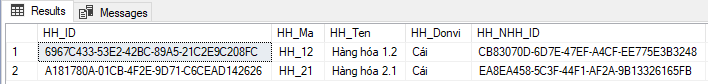 Results Messages
HH_ID HH_Ma HH_Ten HH_Donvi HH_NHH_ID
1 6967C433-53E2-42BC-89A5-21C2E9C208FC HH_12 Hàng hóa 1.2 Cái CB83070D-6D7E-47EF-A4CF-EE775E3B3248
2 A181780A-01CB-4F2E-9D71-C6CEAD142626 HH_21 Hàng hóa 2.1 Cái EA8EA458-5C3F-44F1-AF2A-9B13326165FB